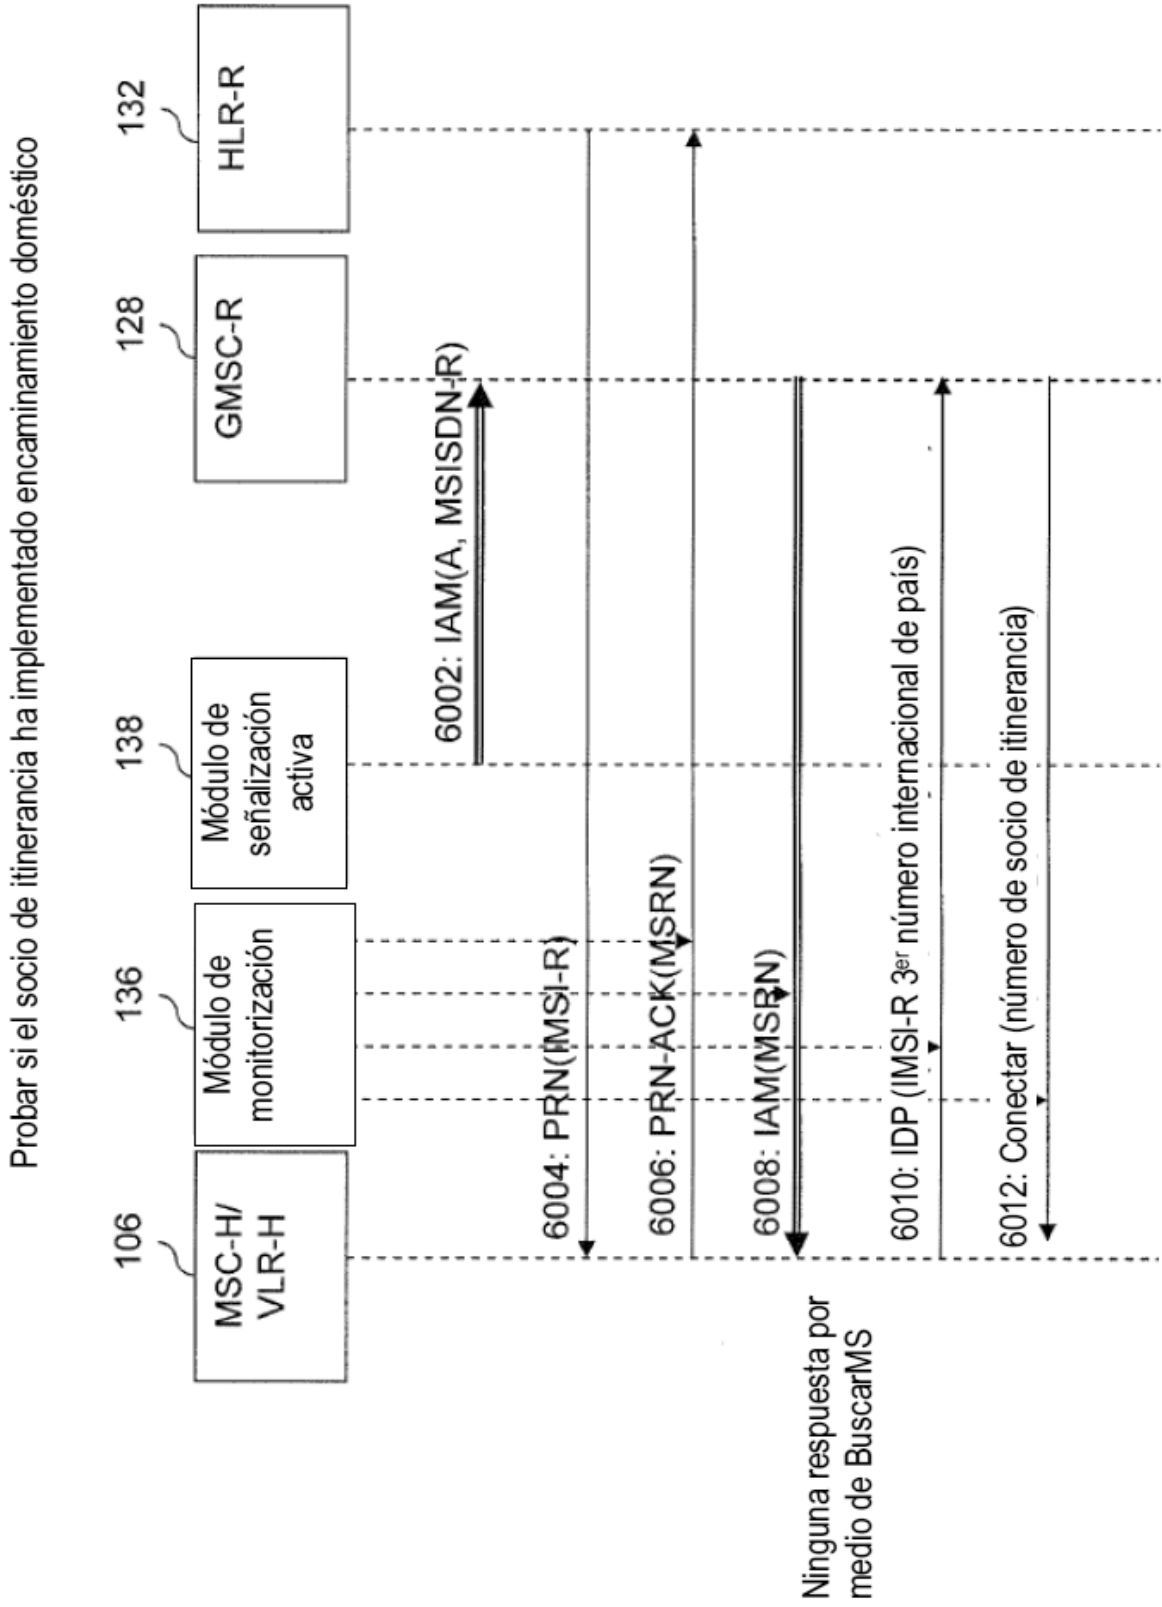 Probar si el socio de itinerancia ha implementado encaminamiento doméstico
106
MSC-H/
VLR-H
136
Módulo de
monitorización
138
Módulo de
señalización
activa
128
GMSC-R
132
HLR-R
6002: IAM(A, MSISDN-R)
6004: PRN(IMSI-R)
6006: PRN-ACK(MSRN)
6008: IAM(MSRN)
Ninguna respuesta por
medio de BuscarMS
6010: IDP (IMSI-R 3er número internacional de país)
6012: Conectar (número de socio de itinerancia)